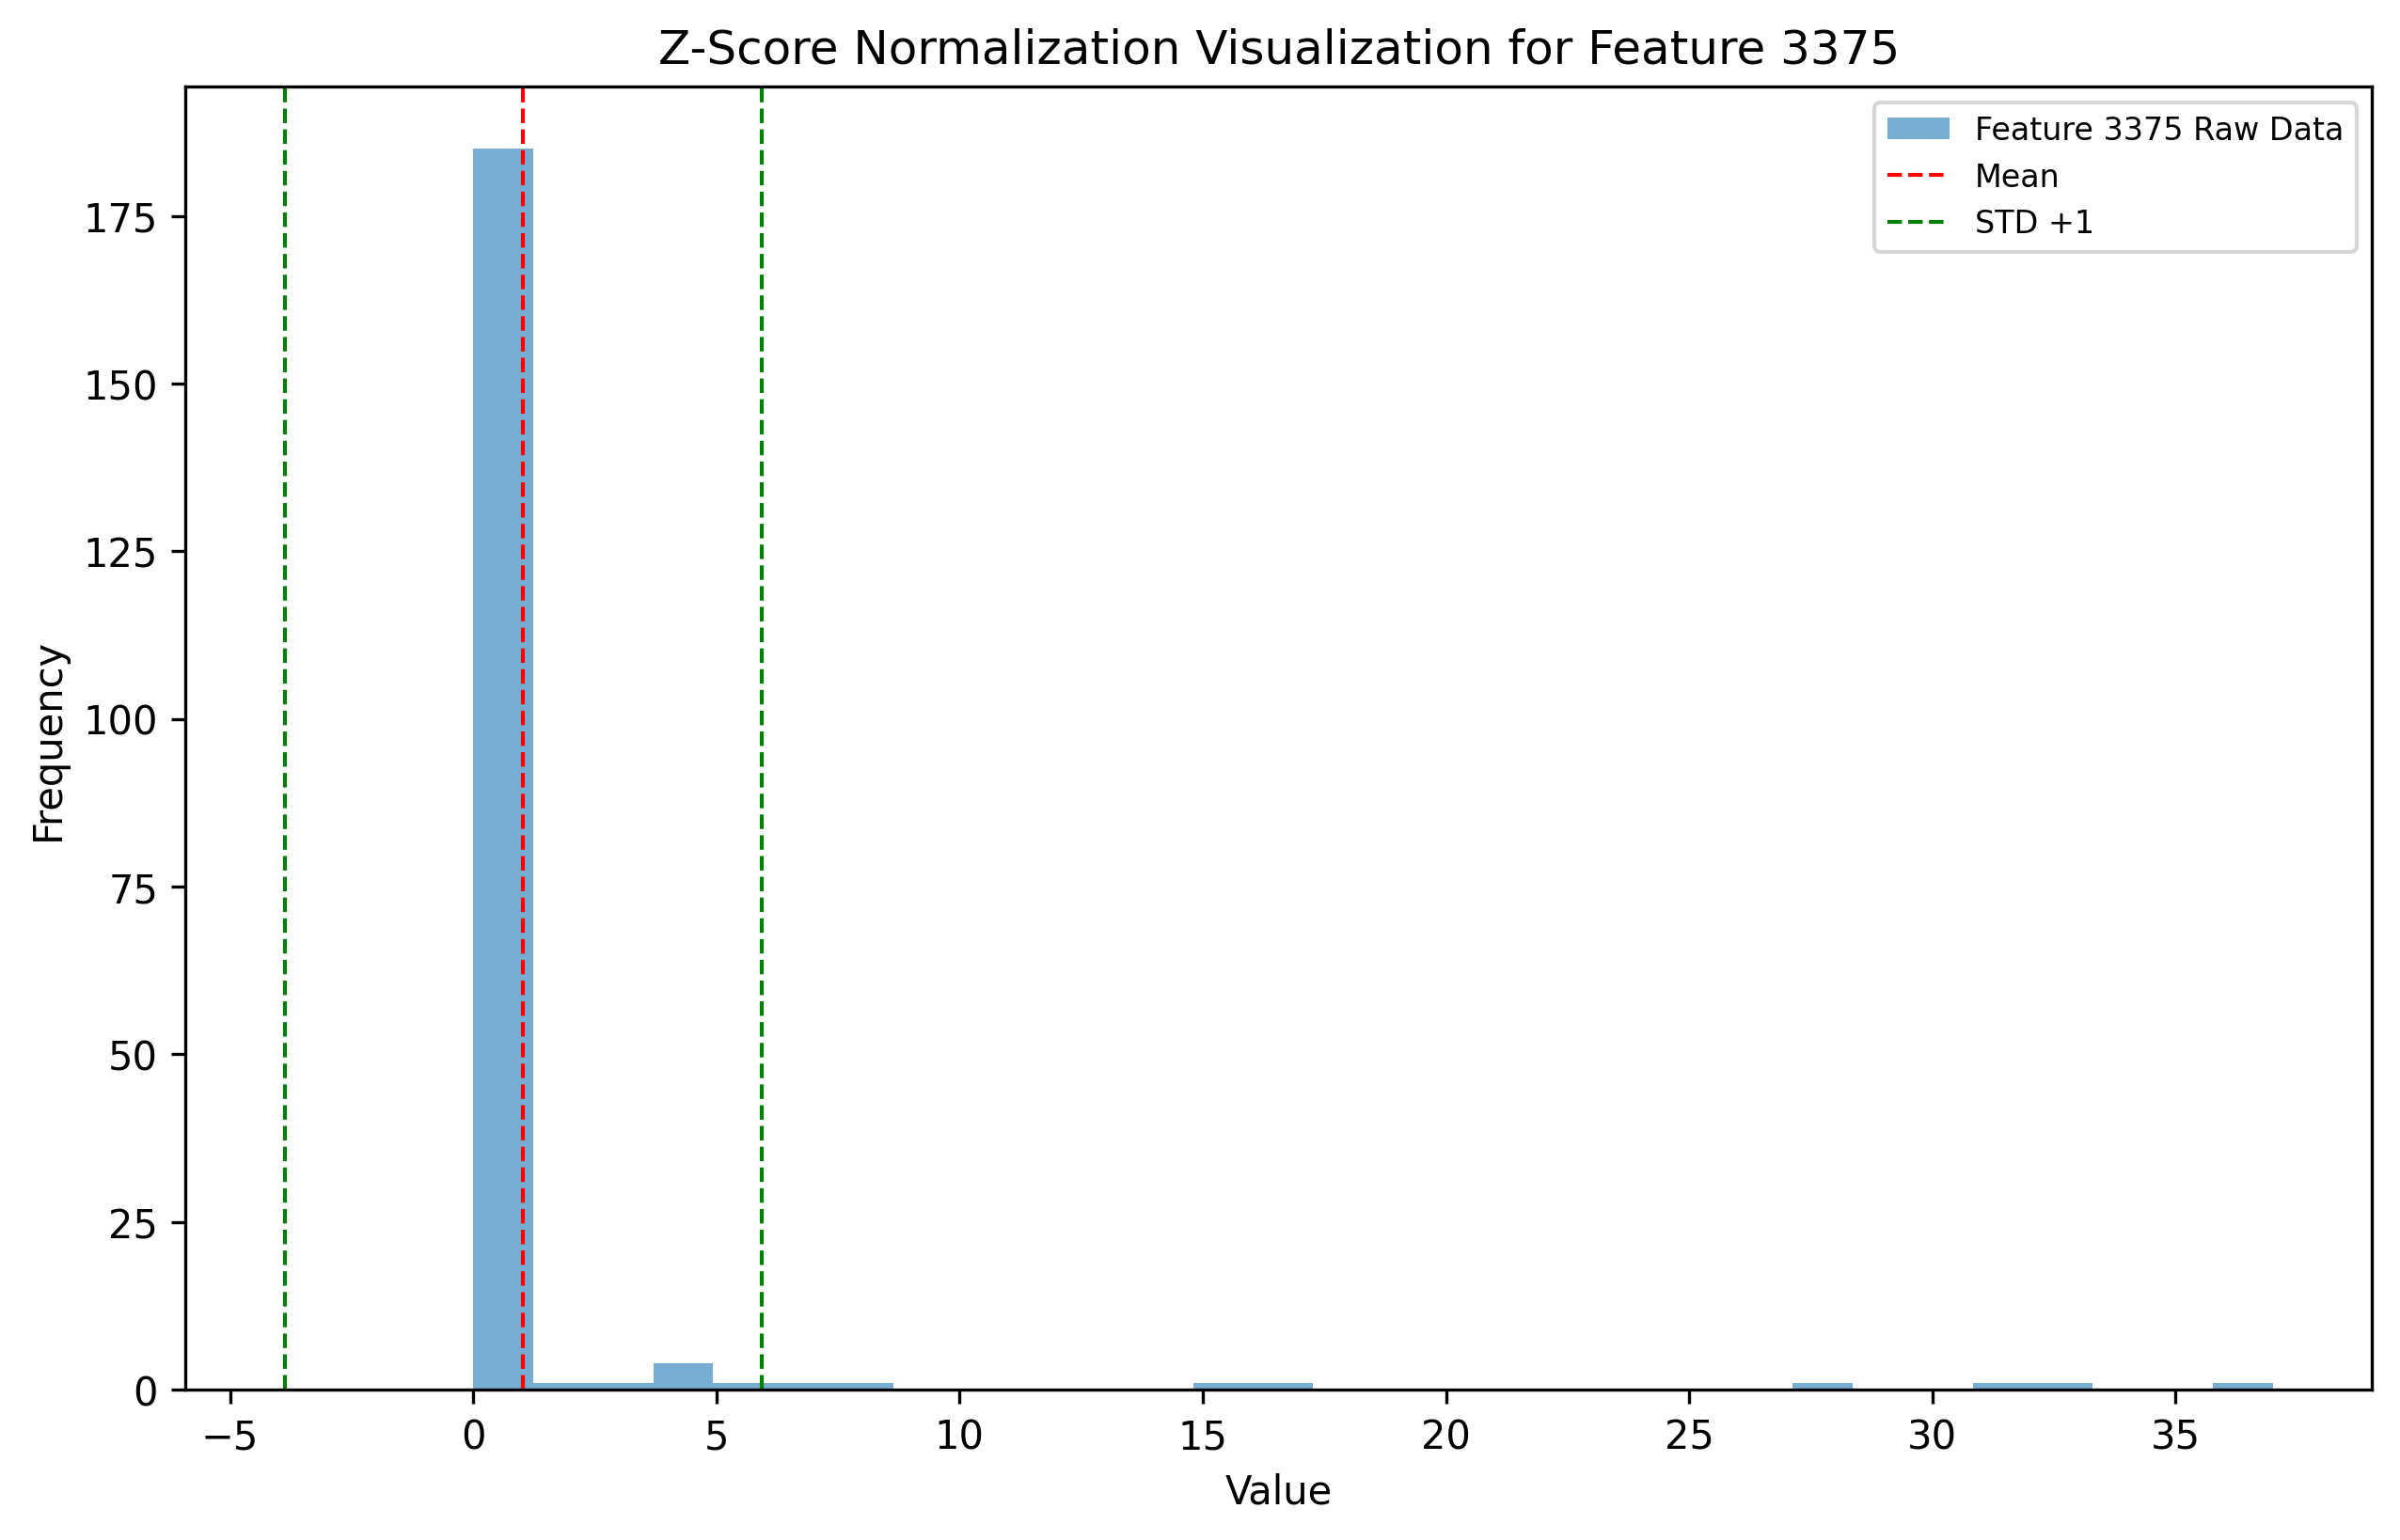 Z-Score Normalization Visualization for Feature 3375
Feature 3375 Raw Data
Mean
STD +1
175
150
125
100
75
50
25
0
Frequency
−5
0
5
10
15
20
25
30
35
Value